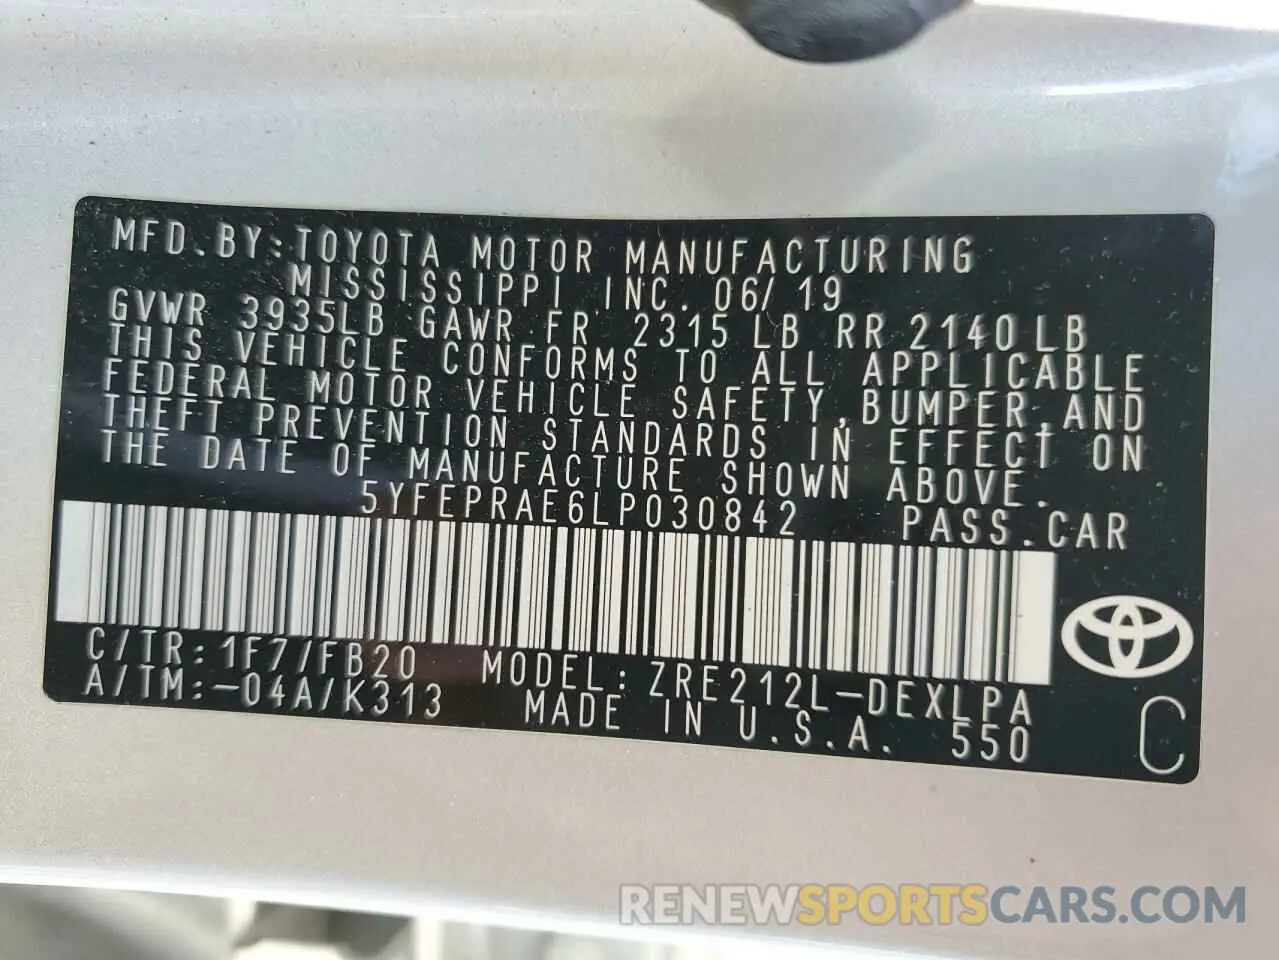 MFD.BY:TOYOTA MOTOR MANUFACTURING
MISSISSIPPI INC. 06/19
GVWR 3935LB GAWR FR 2315 LB RR 2140 LB
THIS VEHICLE CONFORMS TO ALL APPLICABLE
FEDERAL MOTOR VEHICLE SAFETY,BUMPER,AND
THEFT PREVENTION STANDARDS IN EFFECT ON
THE DATE OF MANUFACTURE SHOWN ABOVE.
5YFEPRAE6LP030842 PASS.CAR
C/TR:1F7/FB20 MODEL:ZRE212L-DEXLPA
A/TM:-04A/K313 MADE IN U.S.A. 550
C
RENEWSPORTSCARS.COM